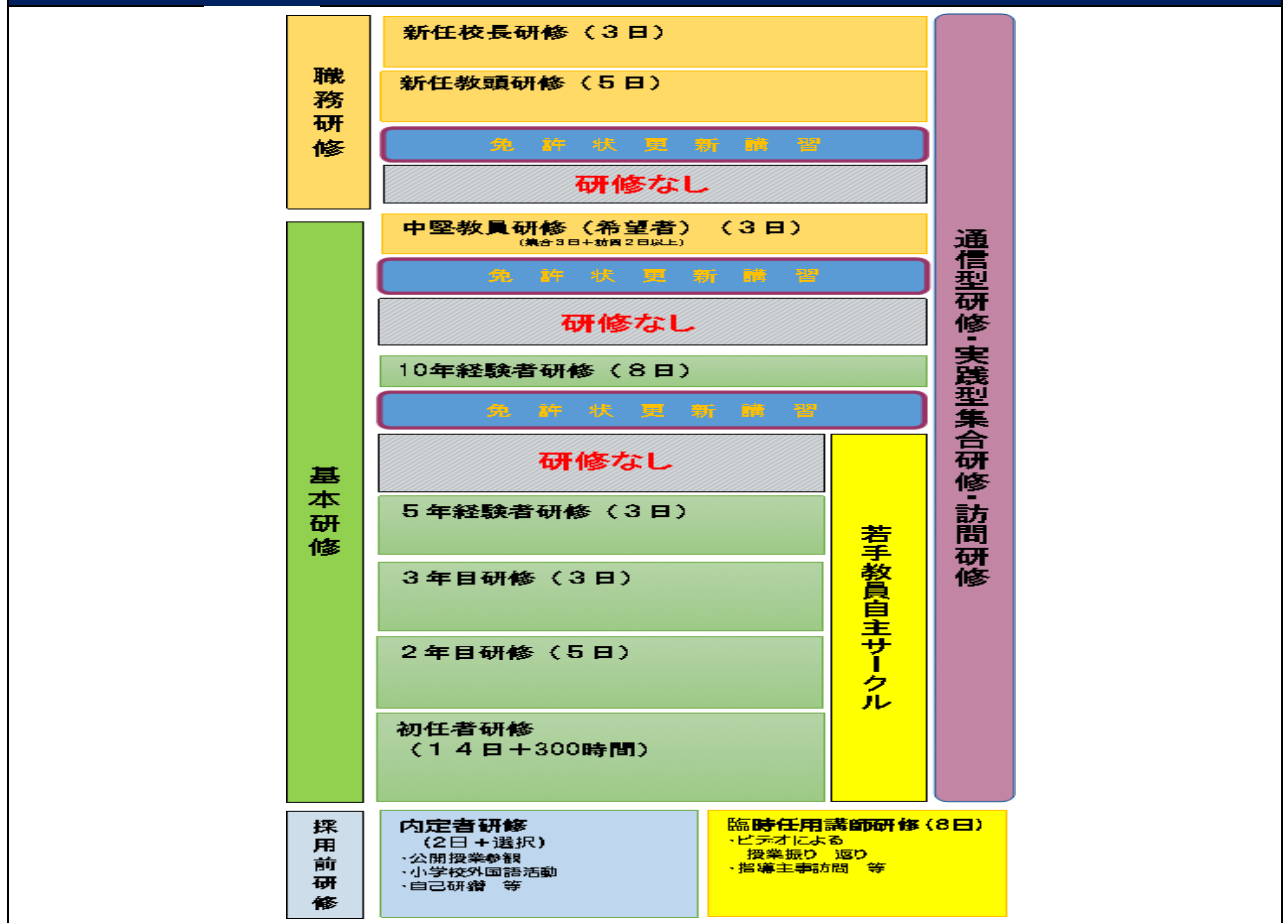 職務研修
新任校長研修（３日）
新任教頭研修（５日）
免許状更新講習
研修なし
基本研修
中堅教員研修（希望者）（３日）
（集合３日＋訪問２日以上）
免許状更新講習
研修なし
10年経験者研修（８日）
免許状更新講習
研修なし
５年経験者研修（３日）
３年目研修（３日）
２年目研修（５日）
初任者研修
（１４日＋300時間）
若手教員自主サークル
通信型研修・実践型集合研修・訪問研修
採用前研修
内定者研修
（2日＋選択）
・公開授業参観
・小学校外国語活動
・自己研鑽　等
臨時任用講師研修（8日）
・ビデオによる
授業振り　返り
・指導主事訪問　等